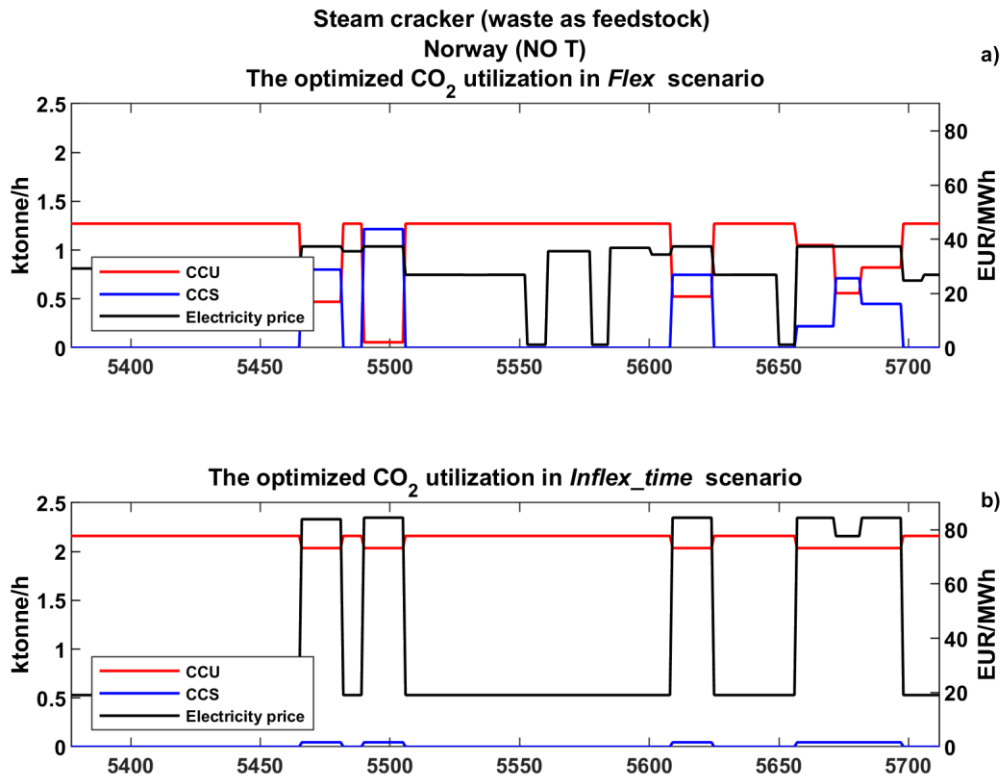 Steam cracker (waste as feedstock)
Norway (NO T)
a)
The optimized CO2 utilization in Flex scenario
2.5
2
1.5
1
0.5
0
ktonne/h
80
60
40
20
0
EUR/MWh
CCU
CCS
Electricity price
5400 5450 5500 5550 5600 5650 5700
The optimized CO2 utilization in Inflex_time scenario
b)
2.5
2
1.5
1
0.5
0
ktonne/h
80
60
40
20
0
EUR/MWh
CCU
CCS
Electricity price
5400 5450 5500 5550 5600 5650 5700